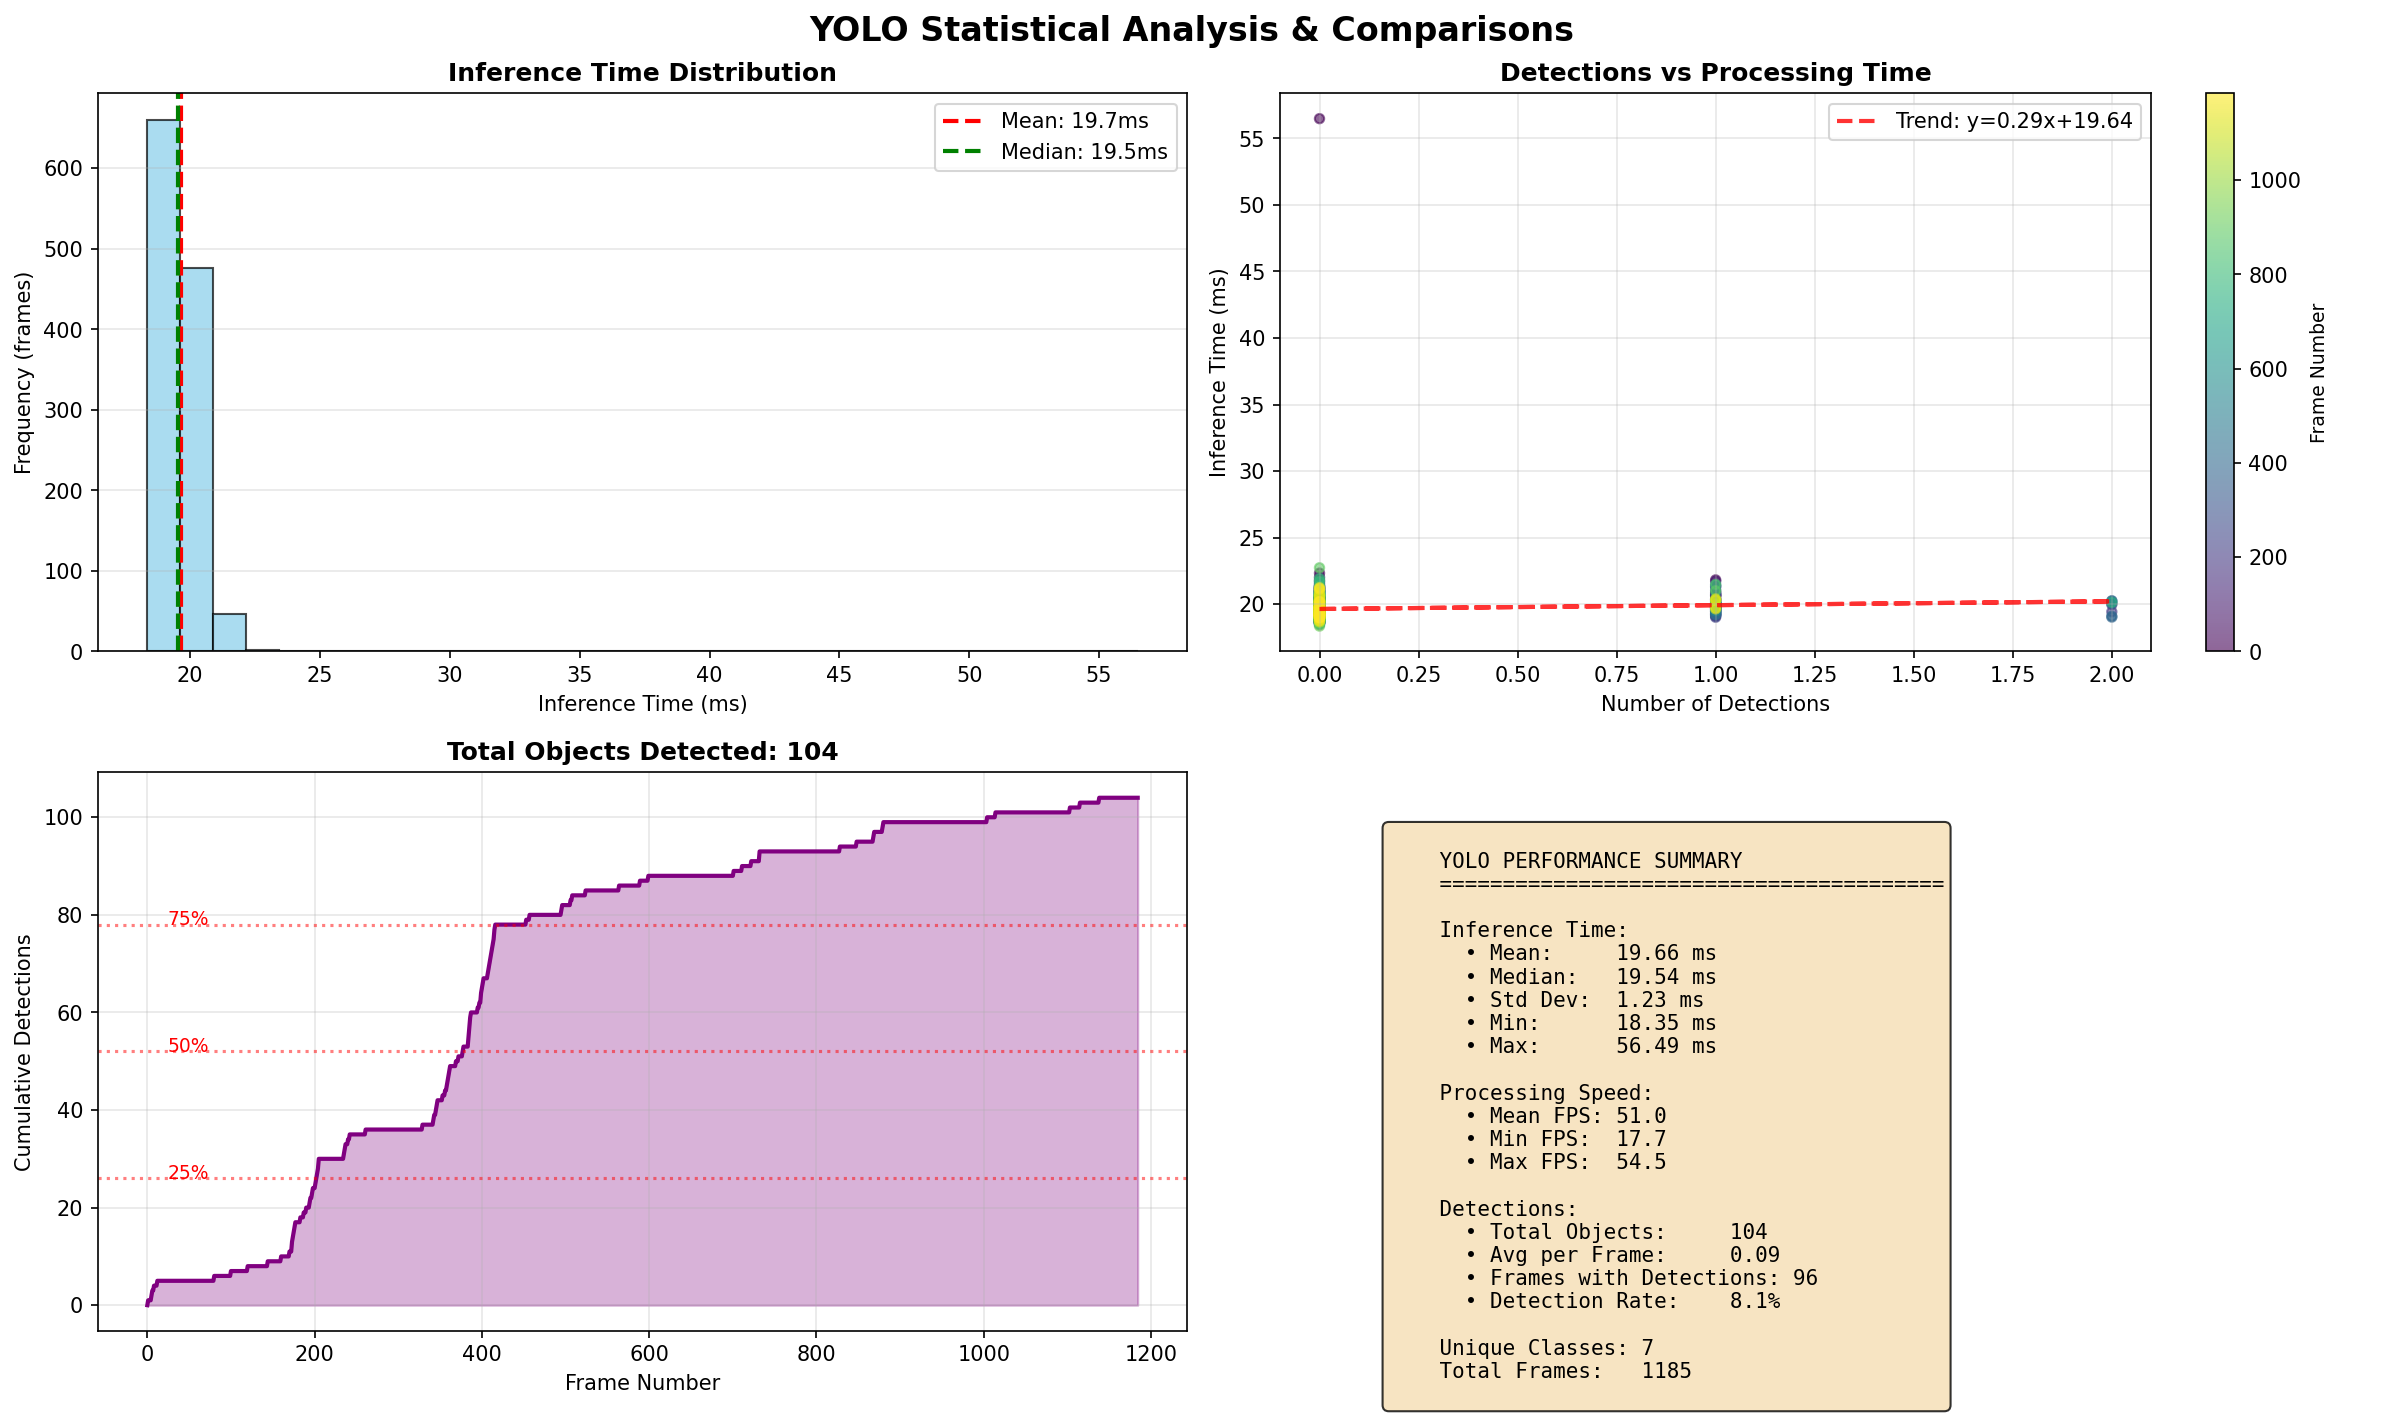 YOLO Statistical Analysis & Comparisons
Inference Time Distribution
Mean: 19.7ms
Median: 19.5ms
Frequency (frames)
600
500
400
300
200
100
0
20 25 30 35 40 45 50 55
Inference Time (ms)
Detections vs Processing Time
Trend: y=0.29x+19.64
Inference Time (ms)
55
50
45
40
35
30
25
20
0.00 0.25 0.50 0.75 1.00 1.25 1.50 1.75 2.00
Number of Detections
1000
800
600
400
200
0
Frame Number
Total Objects Detected: 104
Cumulative Detections
100
80
60
40
20
0
75%
50%
25%
0 200 400 600 800 1000 1200
Frame Number
YOLO PERFORMANCE SUMMARY
========================================
Inference Time:
• Mean: 19.66 ms
• Median: 19.54 ms
• Std Dev: 1.23 ms
• Min: 18.35 ms
• Max: 56.49 ms
Processing Speed:
• Mean FPS: 51.0
• Min FPS: 17.7
• Max FPS: 54.5
Detections:
• Total Objects: 104
• Avg per Frame: 0.09
• Frames with Detections: 96
• Detection Rate: 8.1%
Unique Classes: 7
Total Frames: 1185